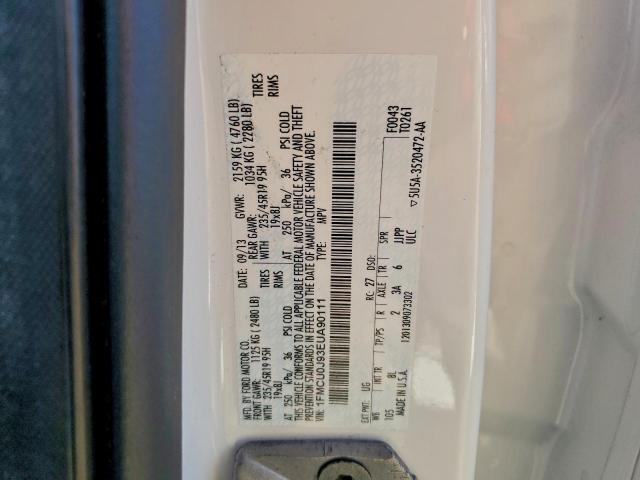 MFD. BY FORD MOTOR CO.
DATE: 09/13 GVWR: 2159 KG ( 4760 LB)
FRONT GAWR: 1125 KG ( 2480 LB) REAR GAWR: 1034 KG ( 2280 LB)
WITH 235/45R19 95H TIRES WITH 235/45R19 95H TIRES
19x8J RIMS 19x8J RIMS
AT 250 kPa/ 36 PSI COLD AT 250 kPa/ 36 PSI COLD
THIS VEHICLE CONFORMS TO ALL APPLICABLE FEDERAL MOTOR VEHICLE SAFETY AND THEFT
PREVENTION STANDARDS IN EFFECT ON THE DATE OF MANUFACTURE SHOWN ABOVE.
VIN: 1FMCU0J93EUA90111
TYPE: MPV
F0043
T0261
EXT PNT: UG RC: 27 DSO:
WB INT TR TP/PS R AXLE TR SPR
105 BL 2 3A 6 JJPP
ULC
1201309073302
MADE IN U.S.A. ▽5U5A-3520472-AA